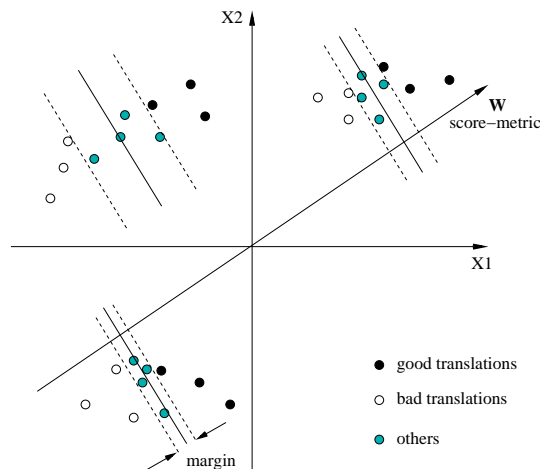 X2
W
score−metric
X1
good translations
bad translations
others
margin